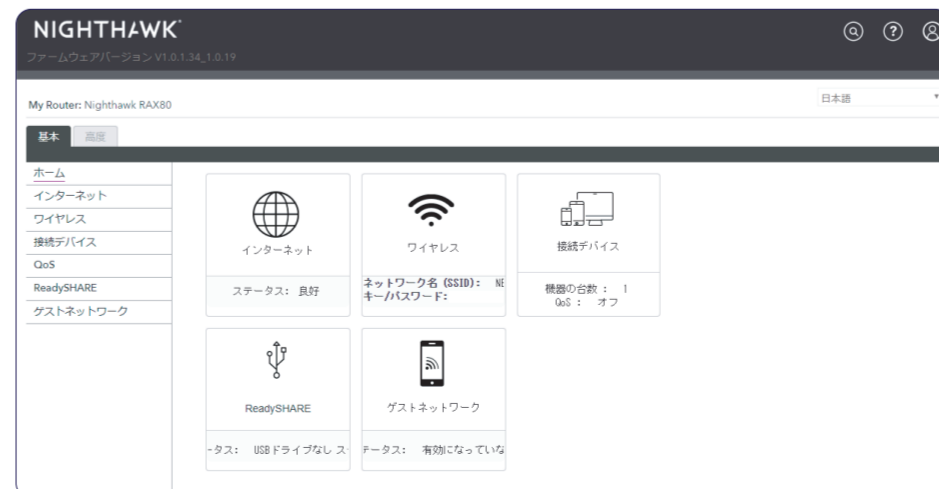 NIGHTHAWK
ファームウェアバージョン V1.0.1.34_1.0.19
My Router: Nighthawk RAX80
日本語
基本
高度
ホーム
インターネット
ワイヤレス
接続デバイス
QoS
ReadySHARE
ゲストネットワーク
インターネット
ステータス: 良好
ワイヤレス
ネットワーク名 (SSID): NE
キー/パスワード:
接続デバイス
機器の台数 : 1
QoS : オフ
ReadySHARE
ータス: USBドライブなし ス
ゲストネットワーク
テータス: 有効になっていな